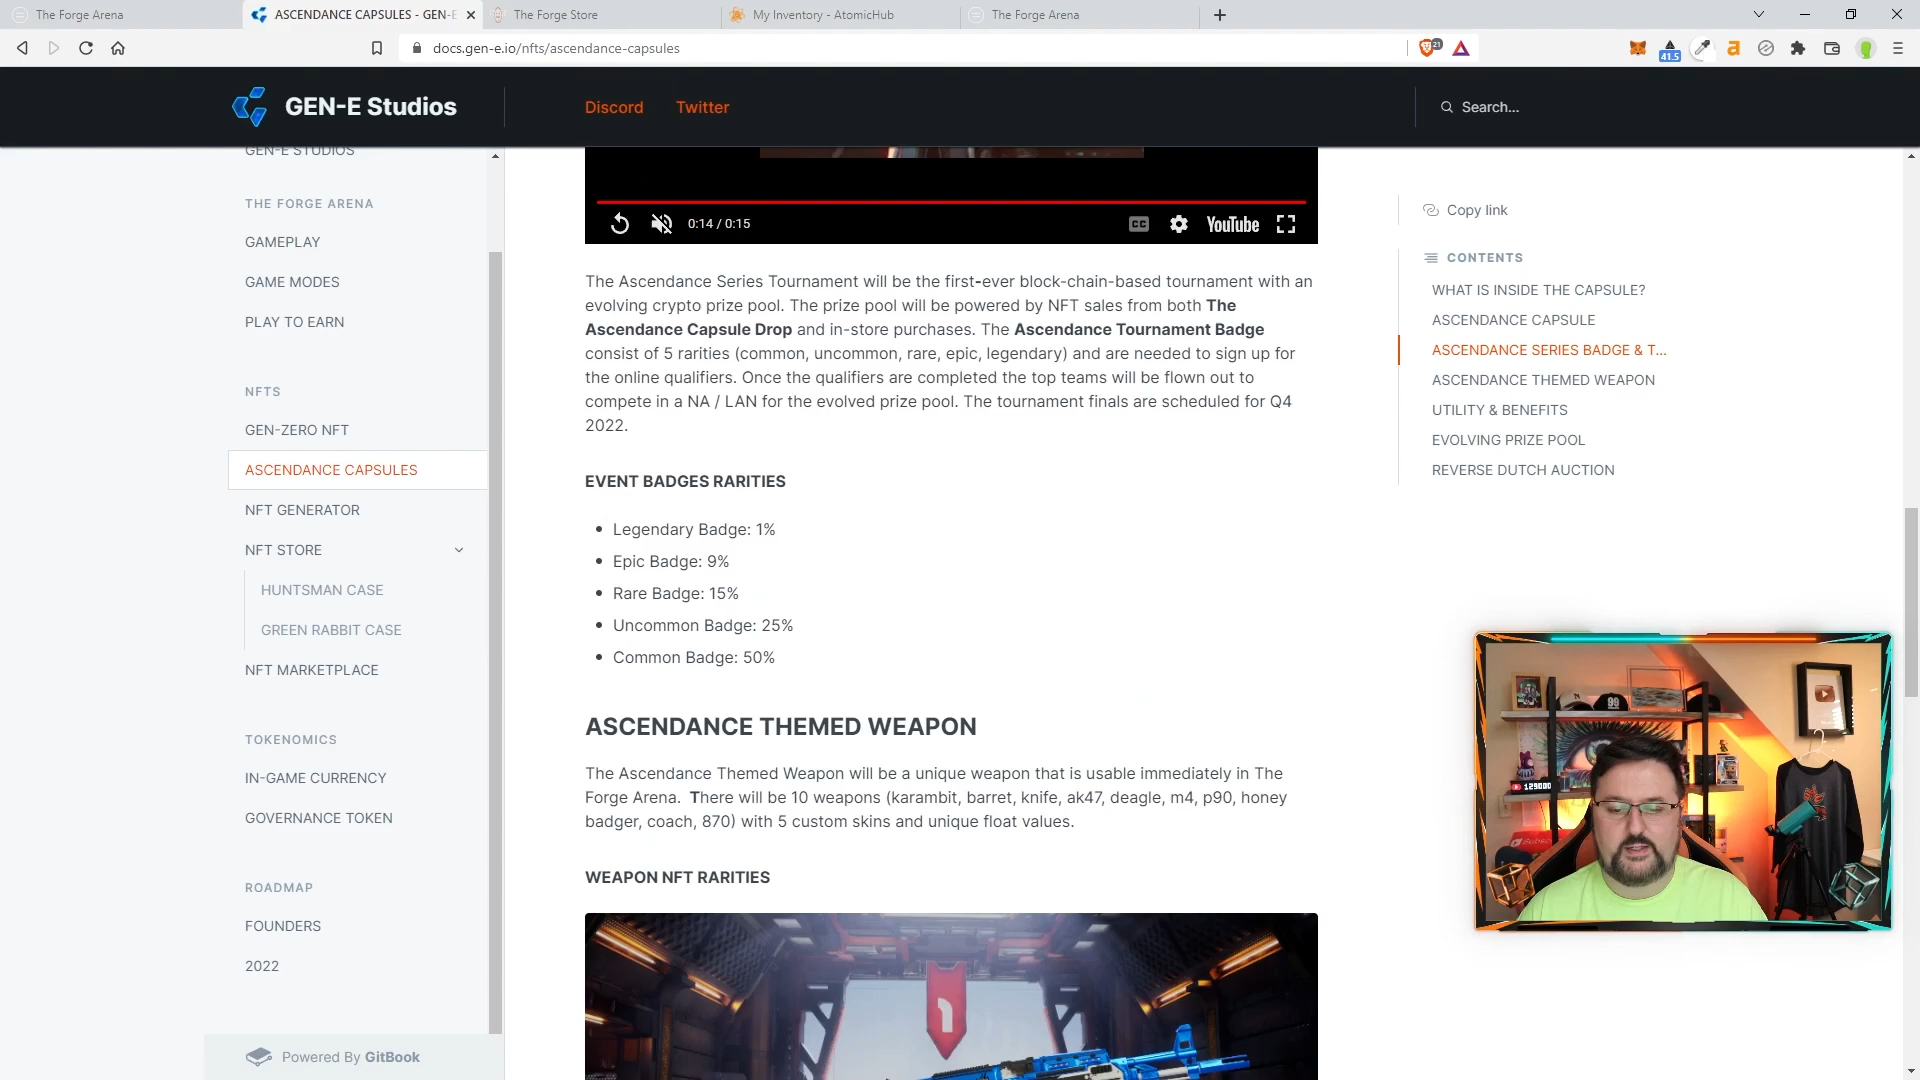 The Forge Arena
ASCENDANCE CAPSULES - GEN-E
The Forge Store
My Inventory - AtomicHub
The Forge Arena
docs.gen-e.io/nfts/ascendance-capsules
21
41.5
GEN-E Studios
Discord
Twitter
Search...
GEN-E STUDIOS
THE FORGE ARENA
GAMEPLAY
GAME MODES
PLAY TO EARN
NFTS
GEN-ZERO NFT
ASCENDANCE CAPSULES
NFT GENERATOR
NFT STORE
HUNTSMAN CASE
GREEN RABBIT CASE
NFT MARKETPLACE
TOKENOMICS
IN-GAME CURRENCY
GOVERNANCE TOKEN
ROADMAP
FOUNDERS
2022
Powered By GitBook
0:14 / 0:15
CC
YouTube
The Ascendance Series Tournament will be the first-ever block-chain-based tournament with an
evolving crypto prize pool. The prize pool will be powered by NFT sales from both The
Ascendance Capsule Drop and in-store purchases. The Ascendance Tournament Badge
consist of 5 rarities (common, uncommon, rare, epic, legendary) and are needed to sign up for
the online qualifiers. Once the qualifiers are completed the top teams will be flown out to
compete in a NA / LAN for the evolved prize pool. The tournament finals are scheduled for Q4
2022.
EVENT BADGES RARITIES
Legendary Badge: 1%
Epic Badge: 9%
Rare Badge: 15%
Uncommon Badge: 25%
Common Badge: 50%
ASCENDANCE THEMED WEAPON
The Ascendance Themed Weapon will be a unique weapon that is usable immediately in The
Forge Arena.  There will be 10 weapons (karambit, barret, knife, ak47, deagle, m4, p90, honey
badger, coach, 870) with 5 custom skins and unique float values.
WEAPON NFT RARITIES
Copy link
CONTENTS
WHAT IS INSIDE THE CAPSULE?
ASCENDANCE CAPSULE
ASCENDANCE SERIES BADGE & T...
ASCENDANCE THEMED WEAPON
UTILITY & BENEFITS
EVOLVING PRIZE POOL
REVERSE DUTCH AUCTION
99
129000